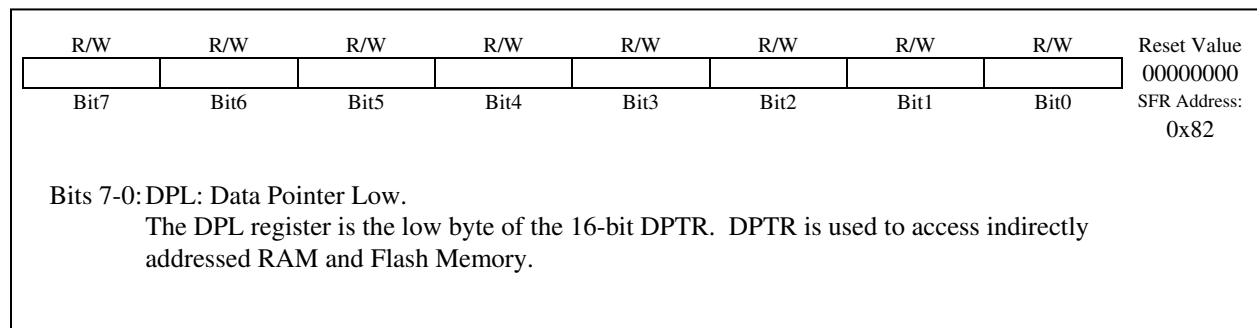 R/W R/W R/W R/W R/W R/W R/W R/W Reset Value
00000000
Bit7 Bit6 Bit5 Bit4 Bit3 Bit2 Bit1 Bit0 SFR Address:
0x82
Bits 7-0: DPL: Data Pointer Low.
The DPL register is the low byte of the 16-bit DPTR. DPTR is used to access indirectly
addressed RAM and Flash Memory.